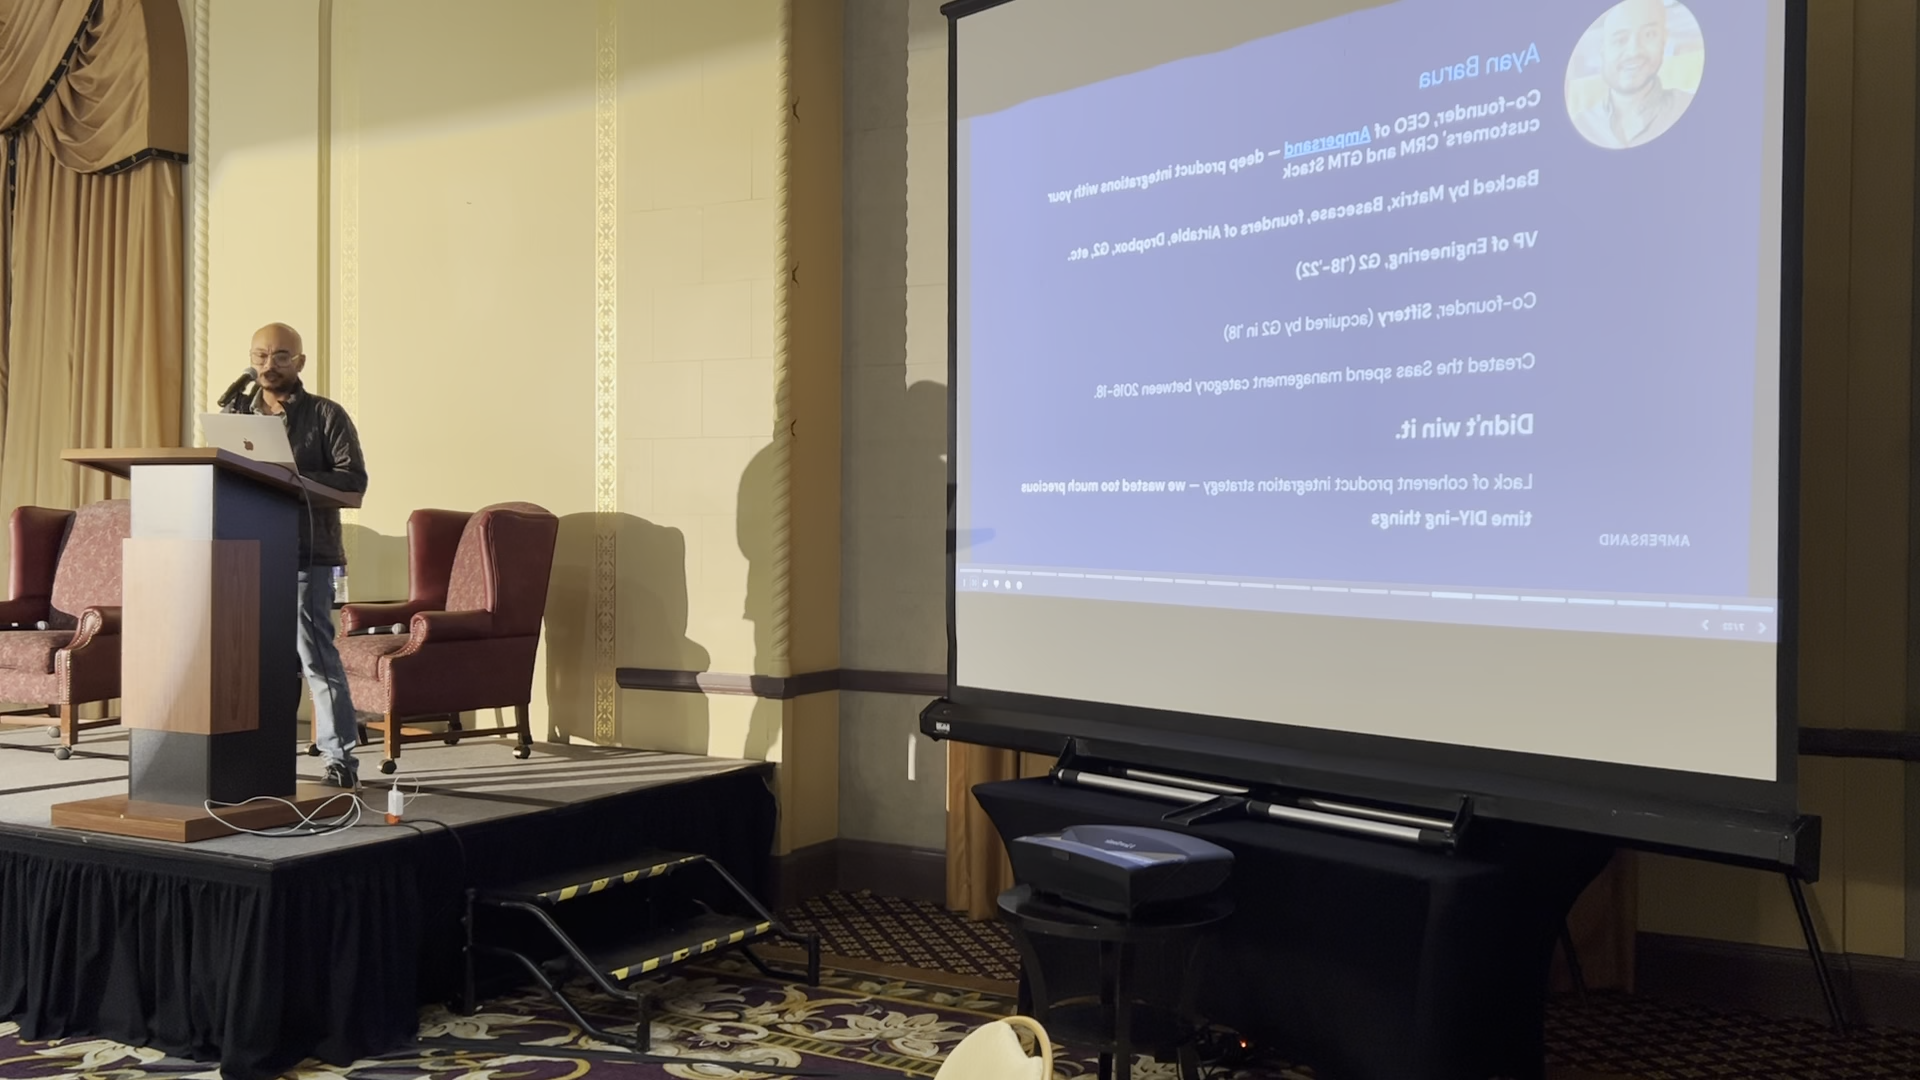 Ayan Barua
Co-founder, CEO of Ampersand — deep product integrations with your
customers' CRM and GTM Stack
Backed by Matrix, Basecase, founders of Airtable, Dropbox, G2, etc.
VP of Engineering, G2 ('18-'22)
Co-founder, Siftery (acquired by G2 in '18)
Created the Saas spend management category between 2016-18.
Didn't win it.
Lack of coherent product integration strategy — we wasted too much precious
time DIY-ing things
AMPERSAND